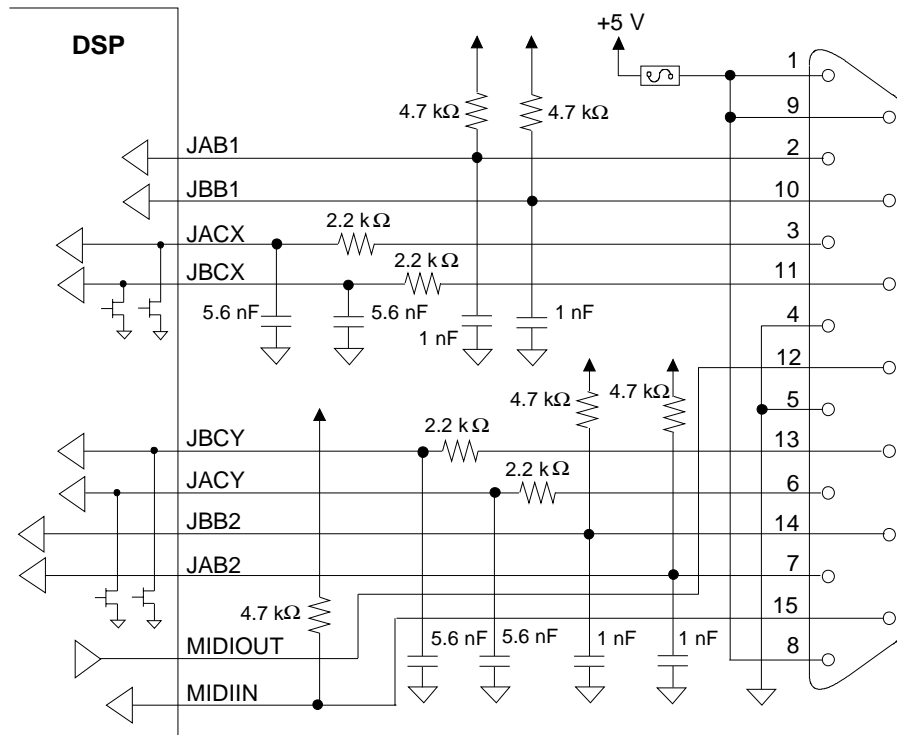 DSP
+5 V
1
4.7 kΩ
4.7 kΩ
9
JAB1
2
JBB1
10
JACX
2.2 kΩ
3
JBCX
2.2 kΩ
11
5.6 nF
5.6 nF
1 nF
1 nF
4
12
4.7 kΩ
4.7 kΩ
5
JBCY
2.2 kΩ
13
JACY
2.2 kΩ
6
JBB2
14
JAB2
7
4.7 kΩ
15
MIDIOUT
5.6 nF
5.6 nF
1 nF
1 nF
8
MIDIIN